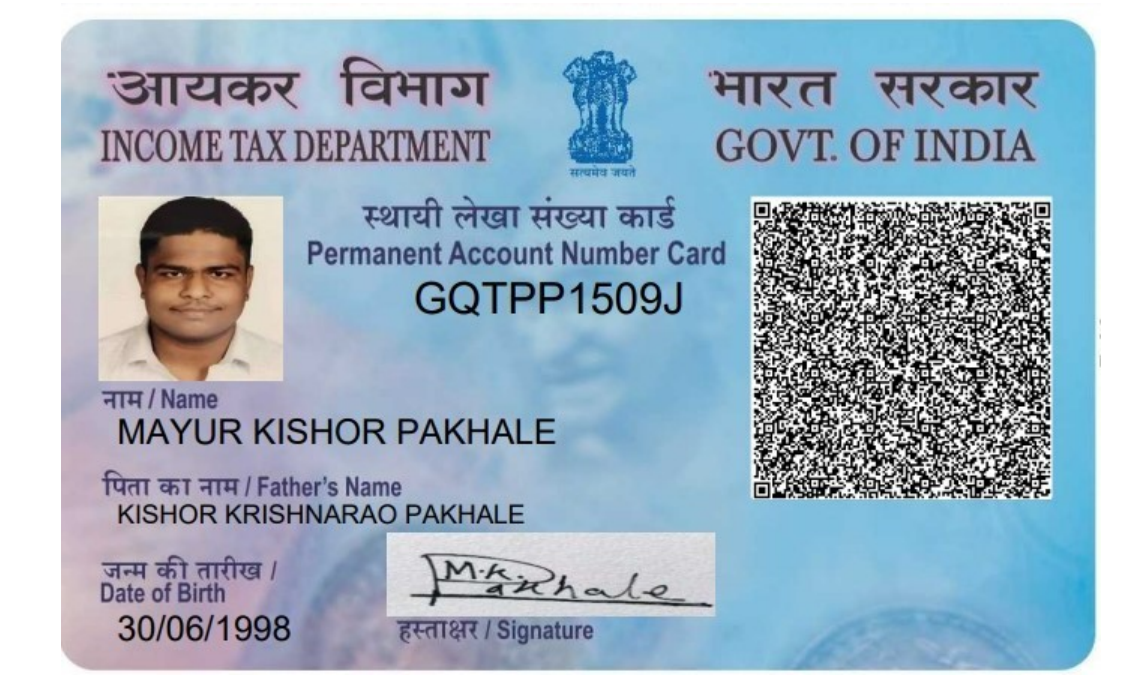 आयकर विभाग
INCOME TAX DEPARTMENT
सत्यमेव जयते
भारत सरकार
GOVT. OF INDIA
स्थायी लेखा संख्या कार्ड
Permanent Account Number Card
GQTPP1509J
नाम / Name
MAYUR KISHOR PAKHALE
पिता का नाम / Father's Name
KISHOR KRISHNARAO PAKHALE
जन्म की तारीख /
Date of Birth
30/06/1998
M.K. Pakhale
हस्ताक्षर / Signature